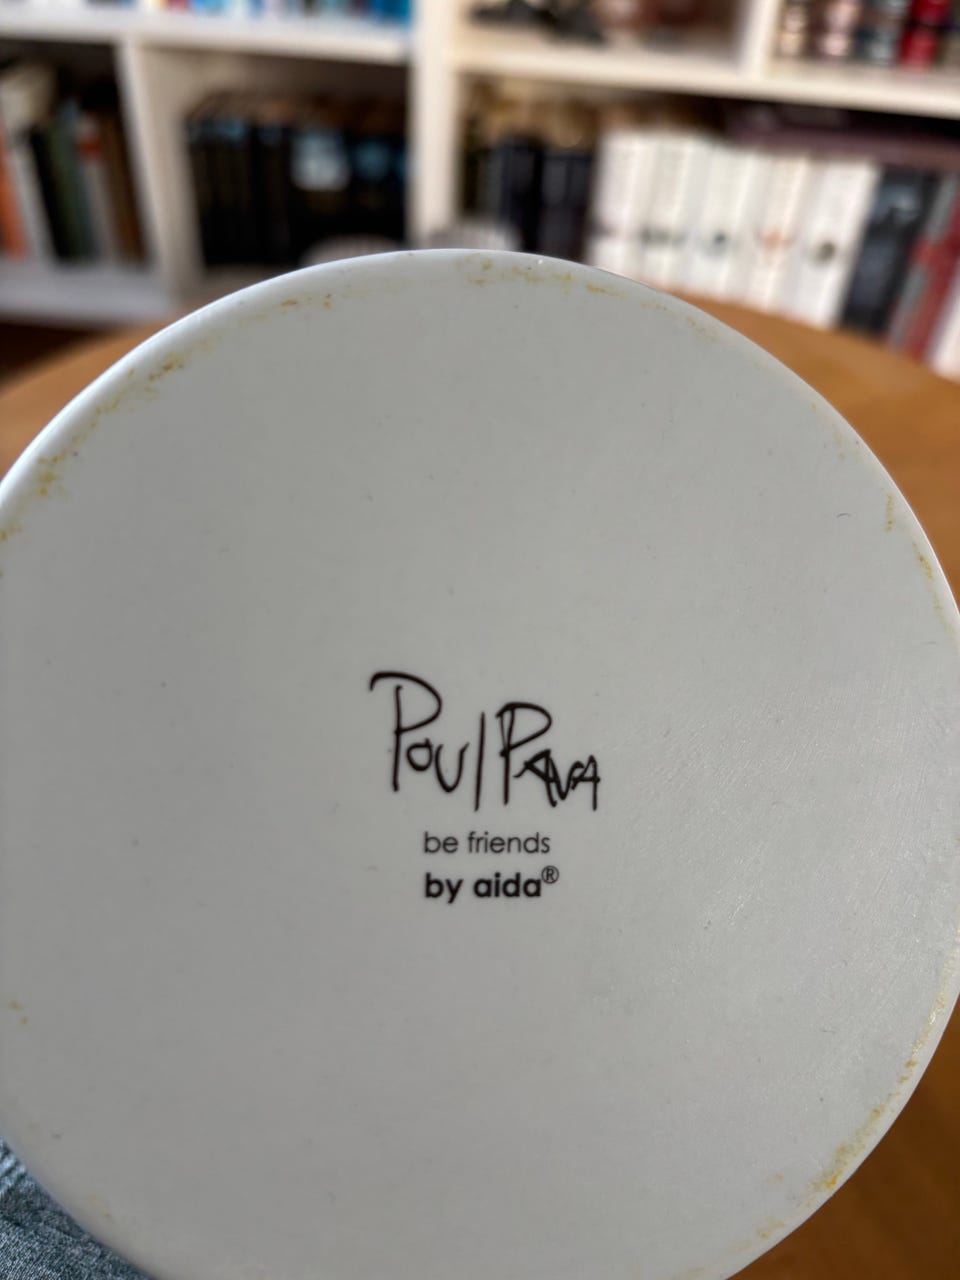 Poul Pava
be friends
by aida®